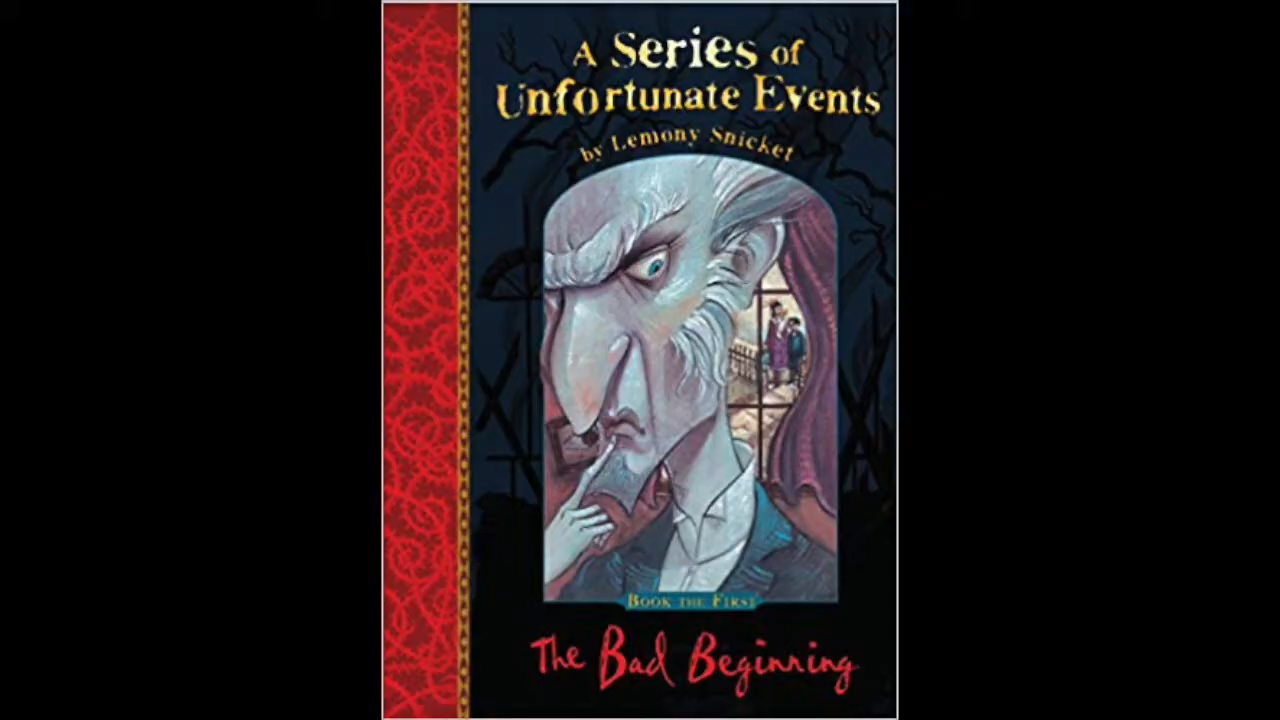 A Series of
Unfortunate Events
by Lemony Snicket
BOOK THE FIRST
The Bad Beginning